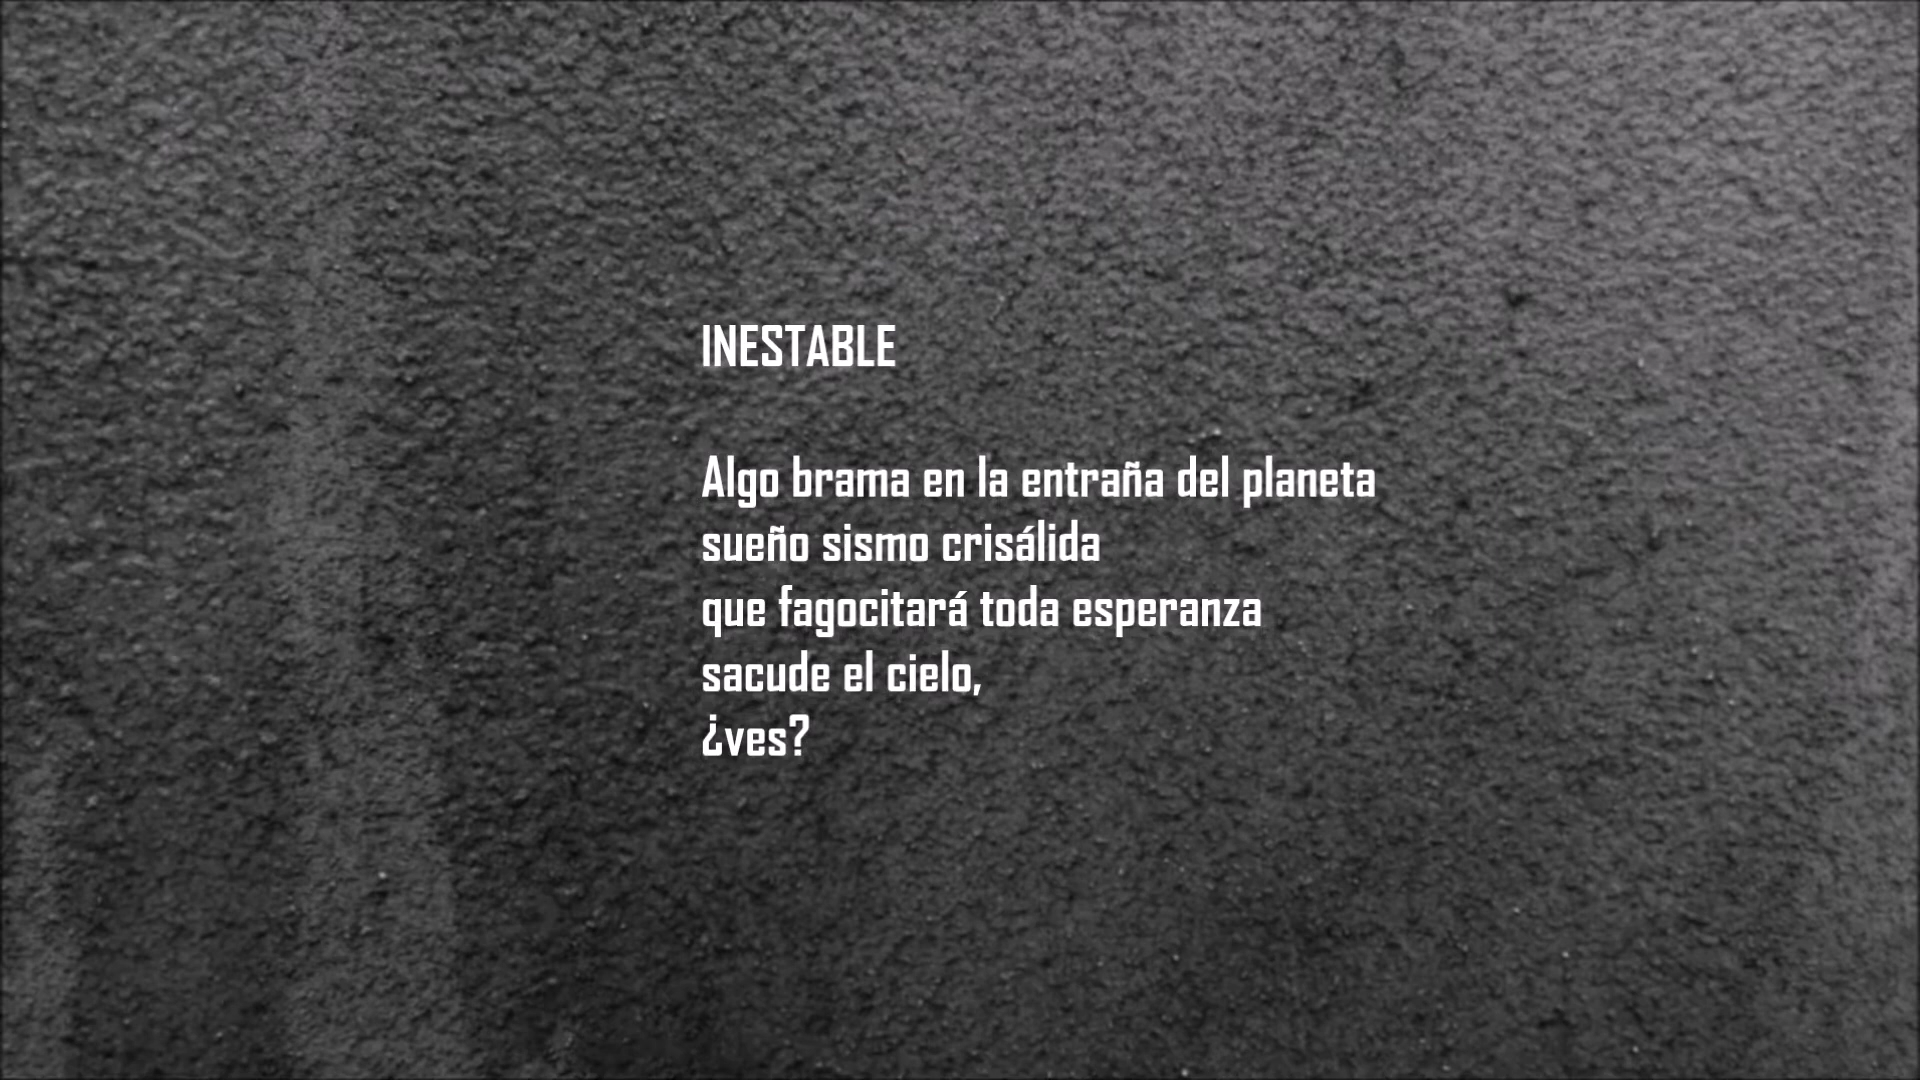 INESTABLE
Algo brama en la entraña del planeta
sueño sismo crisálida
que fagocitará toda esperanza
sacude el cielo,
¿ves?